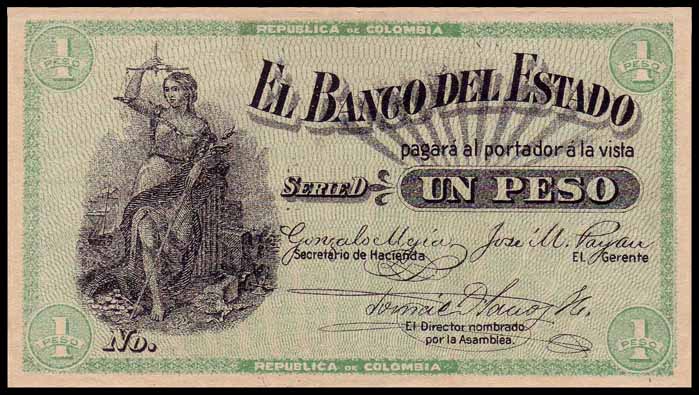 REPUBLICA DE COLOMBIA
1 PESO
1 PESO
EL BANCO DEL ESTADO
pagará al portador á la vista
SERIE D UN PESO
Gonzalo Mejía José M. Payan
Secretario de Hacienda El Gerente
El Director nombrado
por la Asamblea.
No.
1 PESO
1 PESO
REPUBLICA DE COLOMBIA